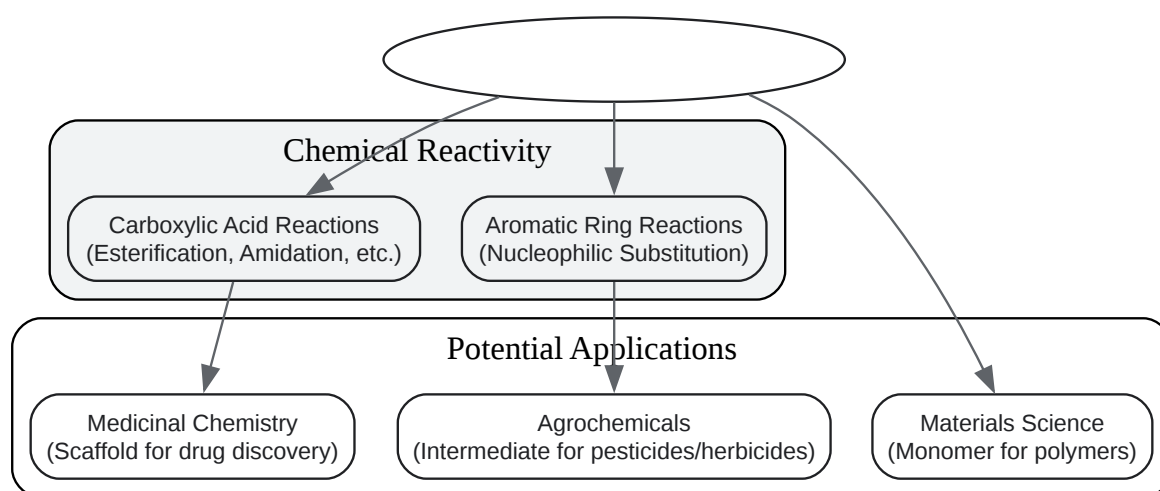 Chemical Reactivity
Carboxylic Acid Reactions
(Esterification, Amidation, etc.)
Aromatic Ring Reactions
(Nucleophilic Substitution)
Potential Applications
Medicinal Chemistry
(Scaffold for drug discovery)
Agrochemicals
(Intermediate for pesticides/herbicides)
Materials Science
(Monomer for polymers)